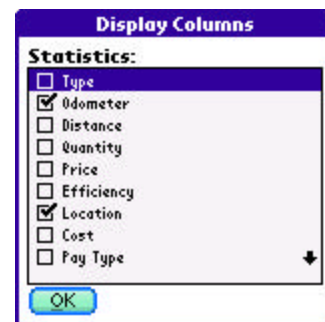 Display Columns
Statistics:
Type
Odometer
Distance
Quantity
Price
Efficiency
Location
Cost
Pay Type
OK